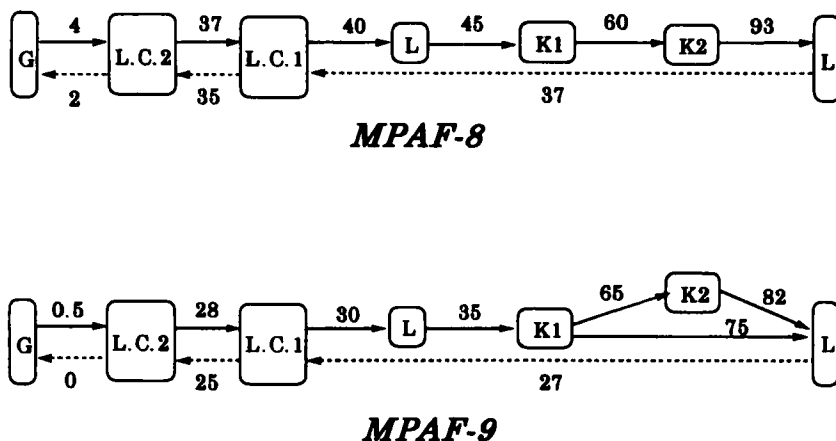 4 37 40 45 60 93
G L.C.2 L.C.1 L K1 K2 L
2 35 37
MPAF-8
0.5 28 30 35 65 K2 82
G L.C.2 L.C.1 L K1 75 L
0 25 27
MPAF-9